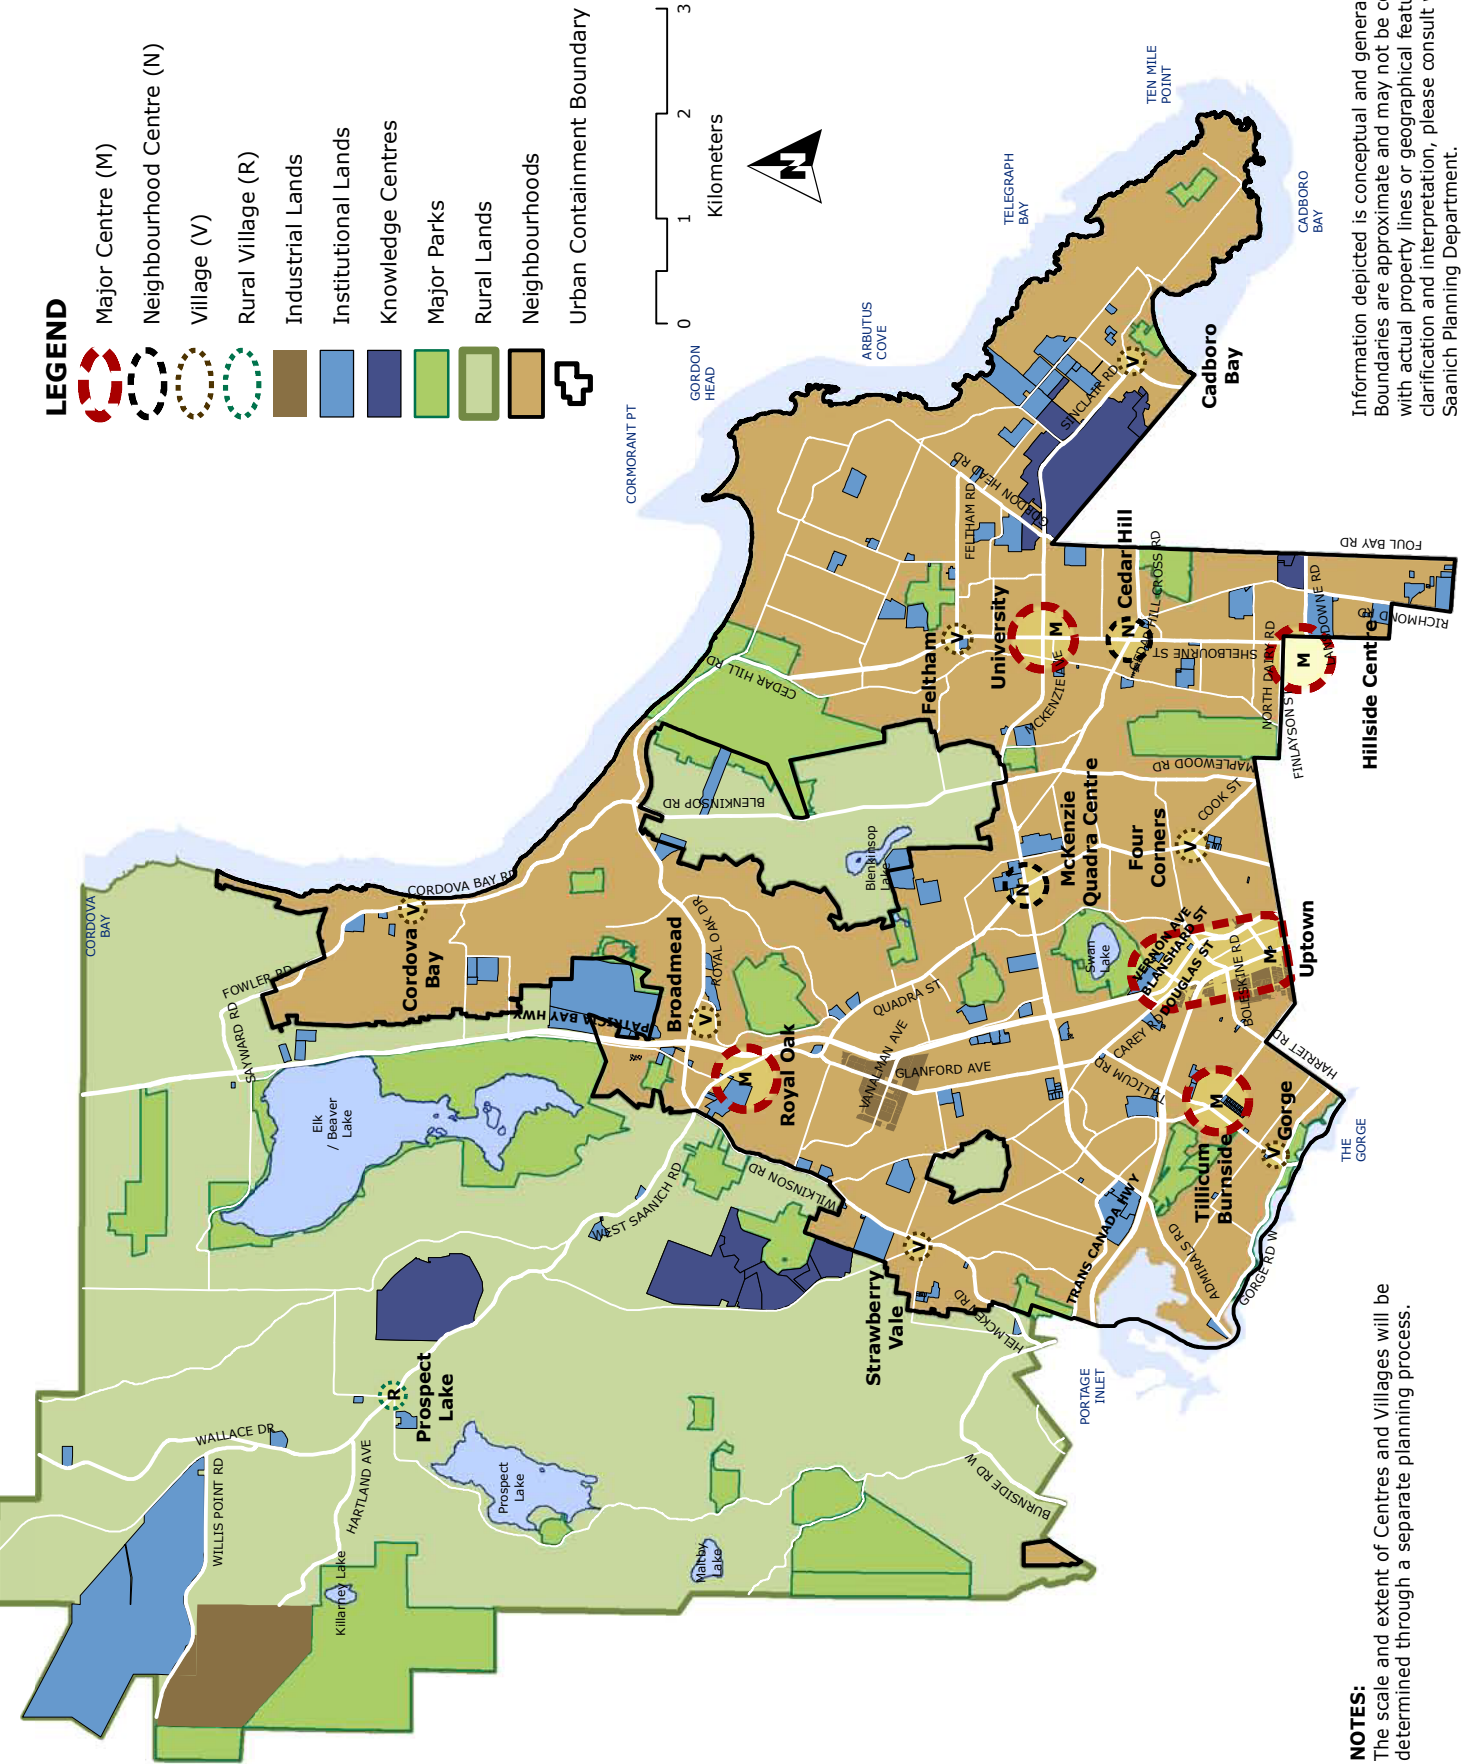 LEGEND
Major Centre (M)
Neighbourhood Centre (N)
Village (V)
Rural Village (R)
Industrial Lands
Institutional Lands
Knowledge Centres
Major Parks
Rural Lands
Neighbourhoods
Urban Containment Boundary
0 1 2 3
Kilometers
N
CORDOVA
BAY
CORMORANT PT
GORDON
HEAD
ARBUTUS
COVE
TELEGRAPH
BAY
TEN MILE
POINT
CADBORO
BAY
THE
GORGE
PORTAGE
INLET
FOWLER RD
SAYWARD RD
CORDOVA BAY RD
V
Cordova
Bay
PATRICIA BAY HWY
Elk
/ Beaver
Lake
WALLACE DR
WILLIS POINT RD
HARTLAND AVE
Killarney Lake
R
Prospect
Lake
Prospect
Lake
Maltby
Lake
WEST SAANICH RD
WILKINSON RD
Broadmead
V
ROYAL OAK DR
M
Royal Oak
VANALMAN AVE
GLANFORD AVE
QUADRA ST
BLENKINSOP RD
Blenkinsop
Lake
CEDAR HILL RD
Feltham
V
FELTHAM RD
GORDON HEAD RD
SINCLAIR RD
V
Cadboro
Bay
University
M
MCKENZIE AVE
N
Cedar Hill
CEDAR HILL CROSS RD
SHELBOURNE ST
NORTH DAIRY RD
LANSDOWNE RD
FOUL BAY RD
RICHMOND RD
M
Hillside Centre
FINLAYSON ST
MAPLEWOOD RD
COOK ST
Mckenzie
Quadra Centre
N
Four
Corners
V
Swan
Lake
VERNON AVE
BLANSHARD ST
DOUGLAS ST
BOLESKINE RD
M
Uptown
CAREY RD
TILLICUM RD
HARRIET RD
M
Tillicum
Burnside
V
Gorge
GORGE RD W
ADMIRALS RD
TRANS CANADA HWY
Strawberry
Vale
V
HELMCKEN RD
BURNSIDE RD W
NOTES:
The scale and extent of Centres and Villages will be
determined through a separate planning process.
Information depicted is conceptual and genera
Boundaries are approximate and may not be c
with actual property lines or geographical featu
clarification and interpretation, please consult
Saanich Planning Department.